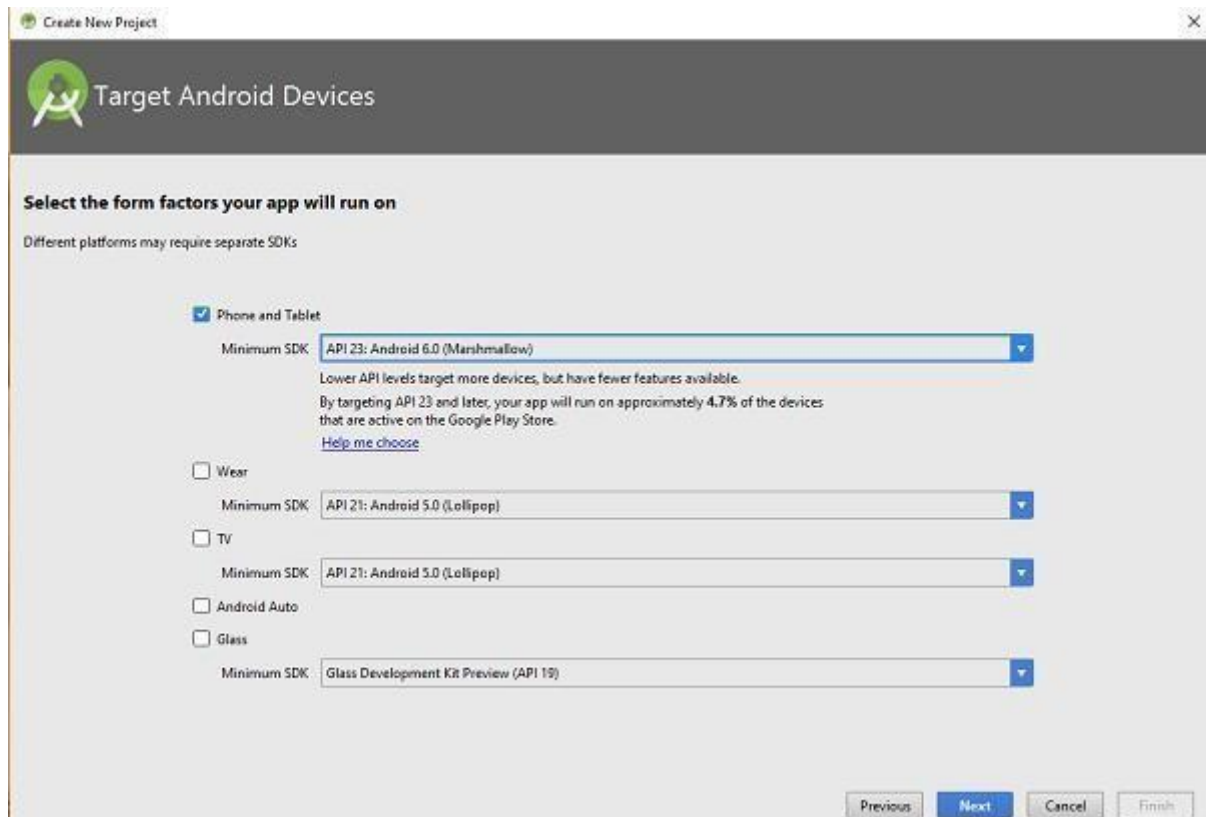 Create New Project
Target Android Devices
Select the form factors your app will run on
Different platforms may require separate SDKs
Phone and Tablet
Minimum SDK API 23: Android 6.0 (Marshmallow)
Lower API levels target more devices, but have fewer features available.
By targeting API 23 and later, your app will run on approximately 4.7% of the devices
that are active on the Google Play Store.
Help me choose
Wear
Minimum SDK API 21: Android 5.0 (Lollipop)
TV
Minimum SDK API 21: Android 5.0 (Lollipop)
Android Auto
Glass
Minimum SDK Glass Development Kit Preview (API 19)
Previous Next Cancel Finish